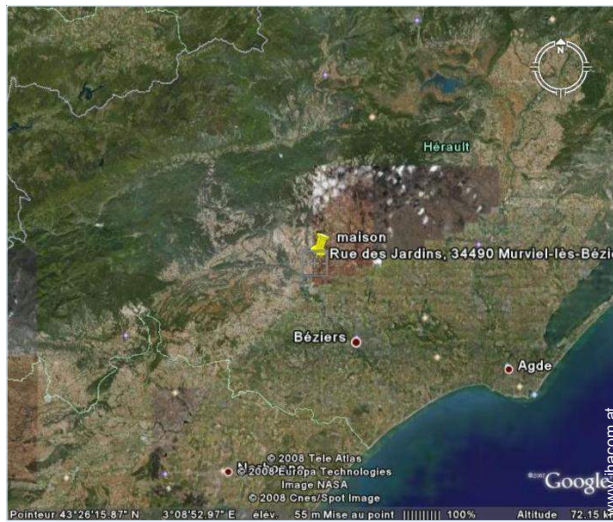 N
Hérault
maison
Rue des Jardins, 34490 Murviel-lès-Bézie
Béziers
Agde
© 2008 Tele Atlas
© 2008 Europa Technologies
Image NASA
© 2008 Cnes/Spot Image
©2007 Google
Pointeur 43°26'15.87" N 3°08'52.97" E élév. 55 m Mise au point 100% Altitude 72.15 k